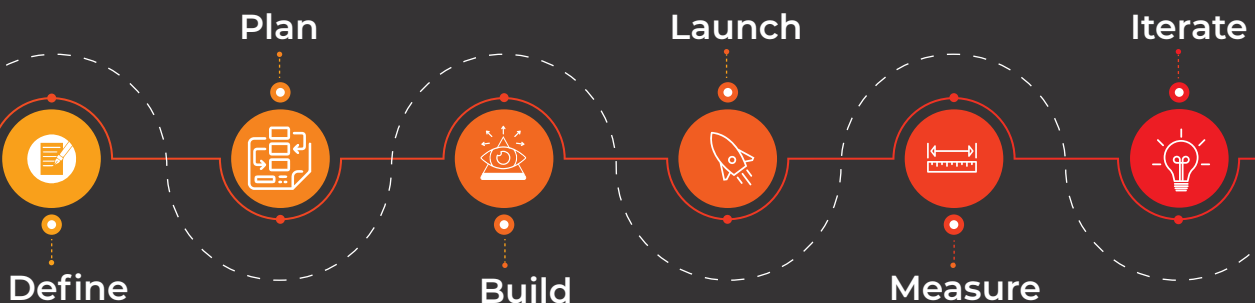 Define
Plan
Build
Launch
Measure
Iterate